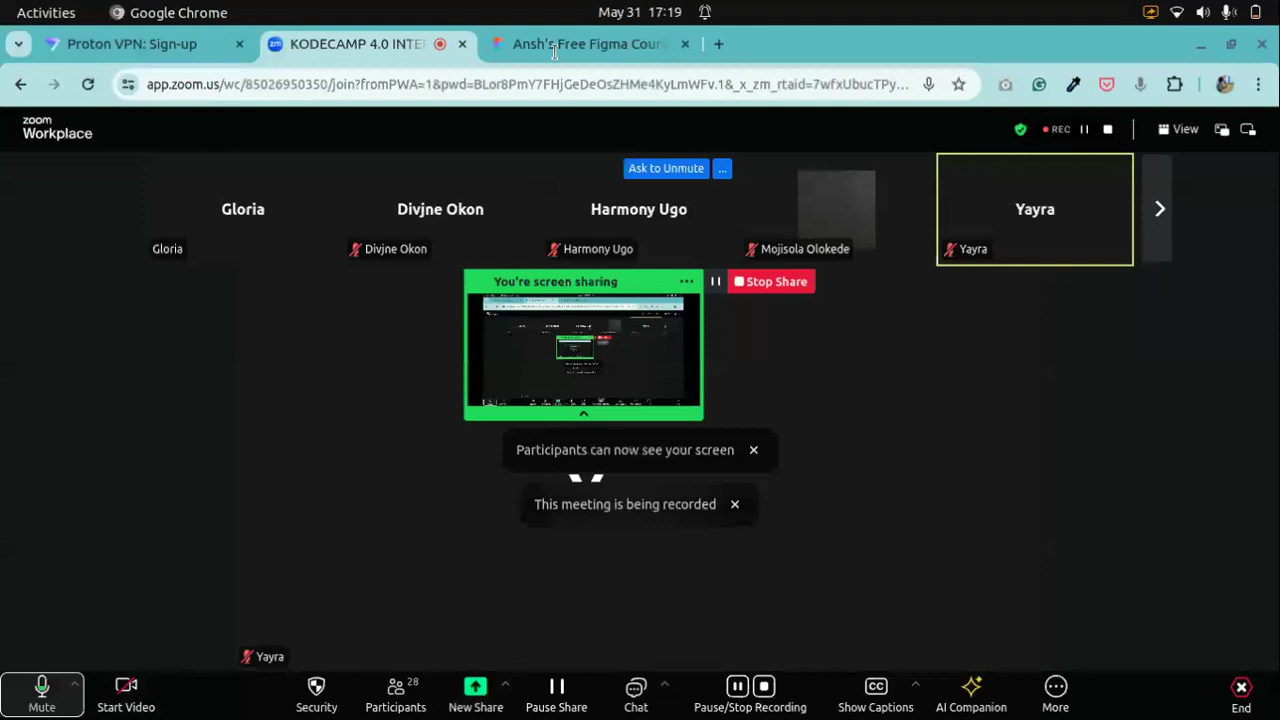 Activities
Google Chrome
May 31 17:19
Proton VPN: Sign-up
KODECAMP 4.0 INTE
Ansh's Free Figma Cour
app.zoom.us/wc/85026950350/join?fromPWA=1&pwd=BLor8PmY7FHjGeDeOsZHMe4KyLmWFv.1&_x_zm_rtaid=7wfxUbucTPy...
zoom
Workplace
REC
View
Ask to Unmute
...
Gloria
Divjne Okon
Harmony Ugo
Yayra
Gloria
Divjne Okon
Harmony Ugo
Mojisola Olokede
Yayra
You're screen sharing
Stop Share
Participants can now see your screen
This meeting is being recorded
Yayra
28
Mute
Start Video
Security
Participants
New Share
Pause Share
Chat
Pause/Stop Recording
Show Captions
AI Companion
More
End